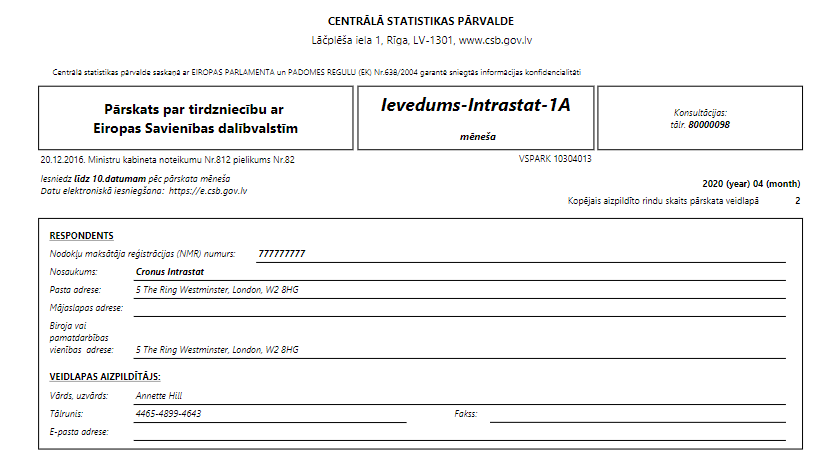 CENTRĀLĀ STATISTIKAS PĀRVALDE
Lāčplēša iela 1, Rīga, LV-1301, www.csb.gov.lv
Centrālā statistikas pārvalde saskaņā ar EIROPAS PARLAMENTA un PADOMES REGULU (EK) Nr.638/2004 garantē sniegtās informācijas konfidencialitāti
Pārskats par tirdzniecību ar
Eiropas Savienības dalībvalstīm
Ievedums-Intrastat-1A
mēneša
Konsultācijas:
tālr. 80000098
20.12.2016. Ministru kabineta noteikumu Nr.812 pielikums Nr.82
VSPARK 10304013
Iesniedz līdz 10.datumam pēc pārskata mēneša
Datu elektroniskā iesniegšana: https://e.csb.gov.lv
2020 (year) 04 (month)
Kopējais aizpildīto rindu skaits pārskata veidlapā 2
RESPONDENTS
Nodokļu maksātāja reģistrācijas (NMR) numurs: 777777777
Nosaukums: Cronus Intrastat
Pasta adrese: 5 The Ring Westminster, London, W2 8HG
Mājaslapas adrese:
Biroja vai
pamatdarbības
vienības adrese: 5 The Ring Westminster, London, W2 8HG
VEIDLAPAS AIZPILDĪTĀJS:
Vārds, uzvārds: Annette Hill
Tālrunis: 4465-4899-4643 Fakss:
E-pasta adrese: